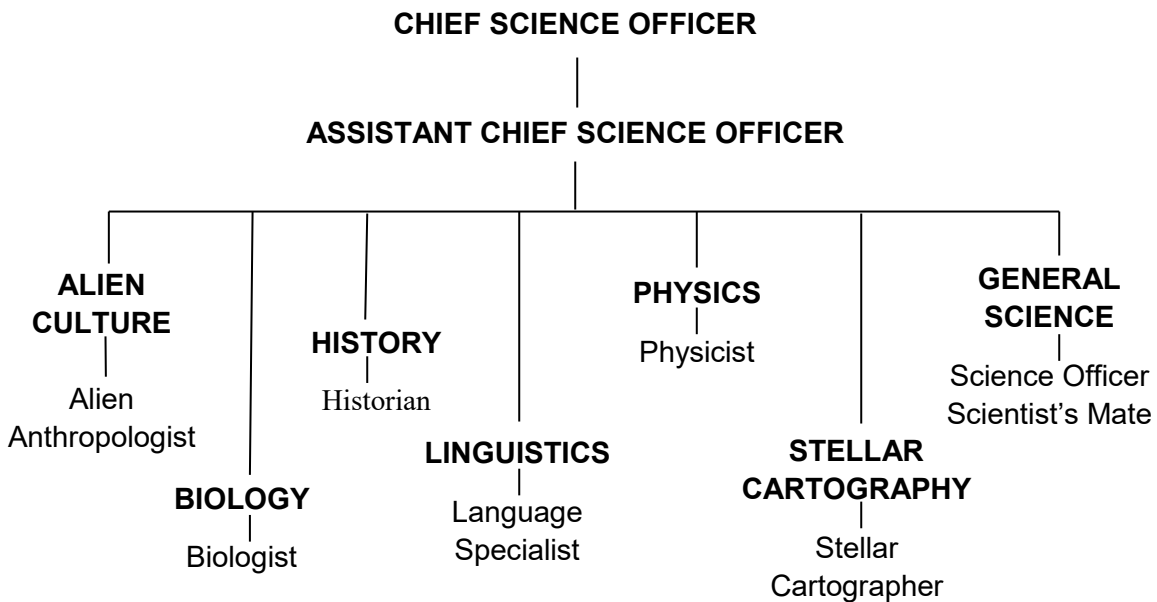 CHIEF SCIENCE OFFICER
ASSISTANT CHIEF SCIENCE OFFICER
ALIEN
CULTURE
Alien
Anthropologist
BIOLOGY
Biologist
HISTORY
Historian
LINGUISTICS
Language
Specialist
PHYSICS
Physicist
STELLAR
CARTOGRAPHY
Stellar
Cartographer
GENERAL
SCIENCE
Science Officer
Scientist’s Mate